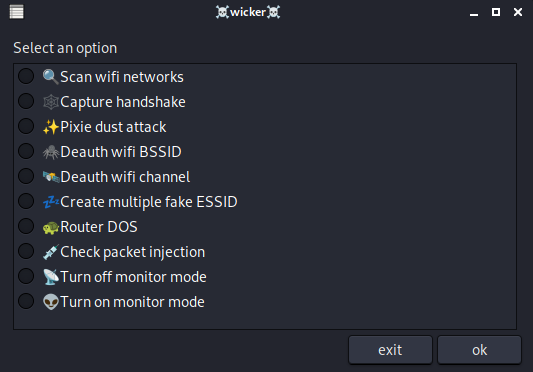 ☠️wicker☠️
Select an option
🔍Scan wifi networks
🕸️Capture handshake
✨Pixie dust attack
🕷️Deauth wifi BSSID
🛰️Deauth wifi channel
💤Create multiple fake ESSID
🐢Router DOS
💉Check packet injection
📡Turn off monitor mode
👽Turn on monitor mode
exit ok